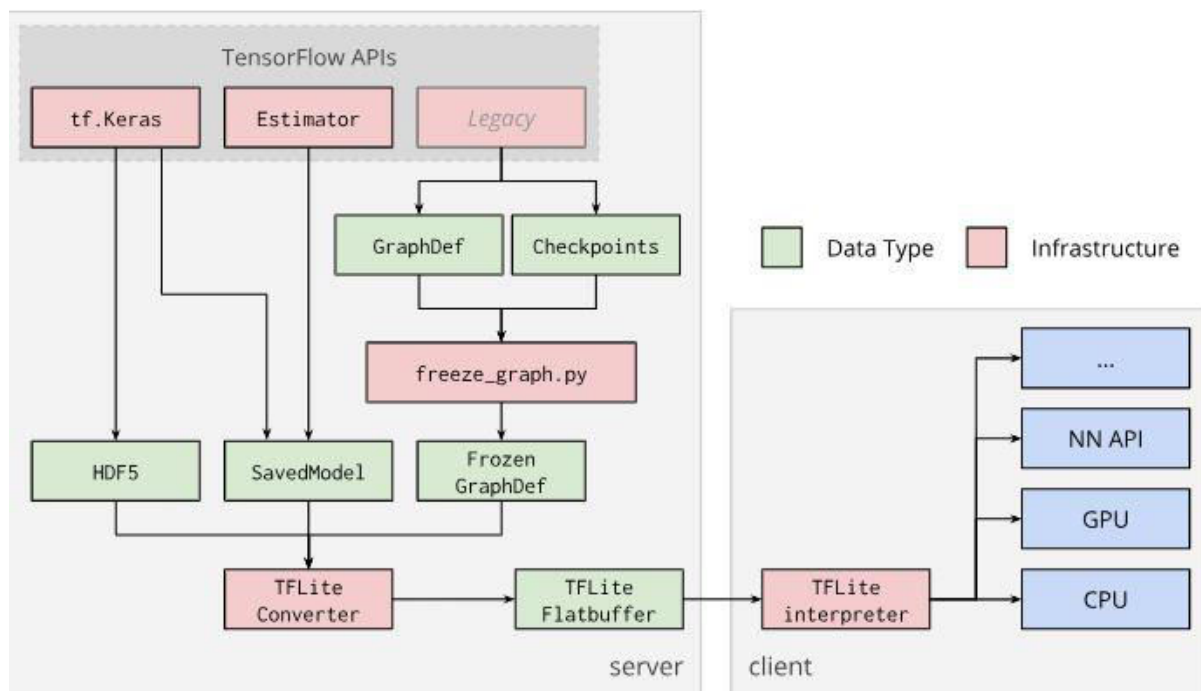 TensorFlow APIs
tf.Keras
Estimator
Legacy
GraphDef
Checkpoints
Data Type
Infrastructure
freeze_graph.py
...
NN API
HDF5
SavedModel
Frozen
GraphDef
GPU
TFLite
Converter
TFLite
Flatbuffer
TFLite
interpreter
CPU
server
client